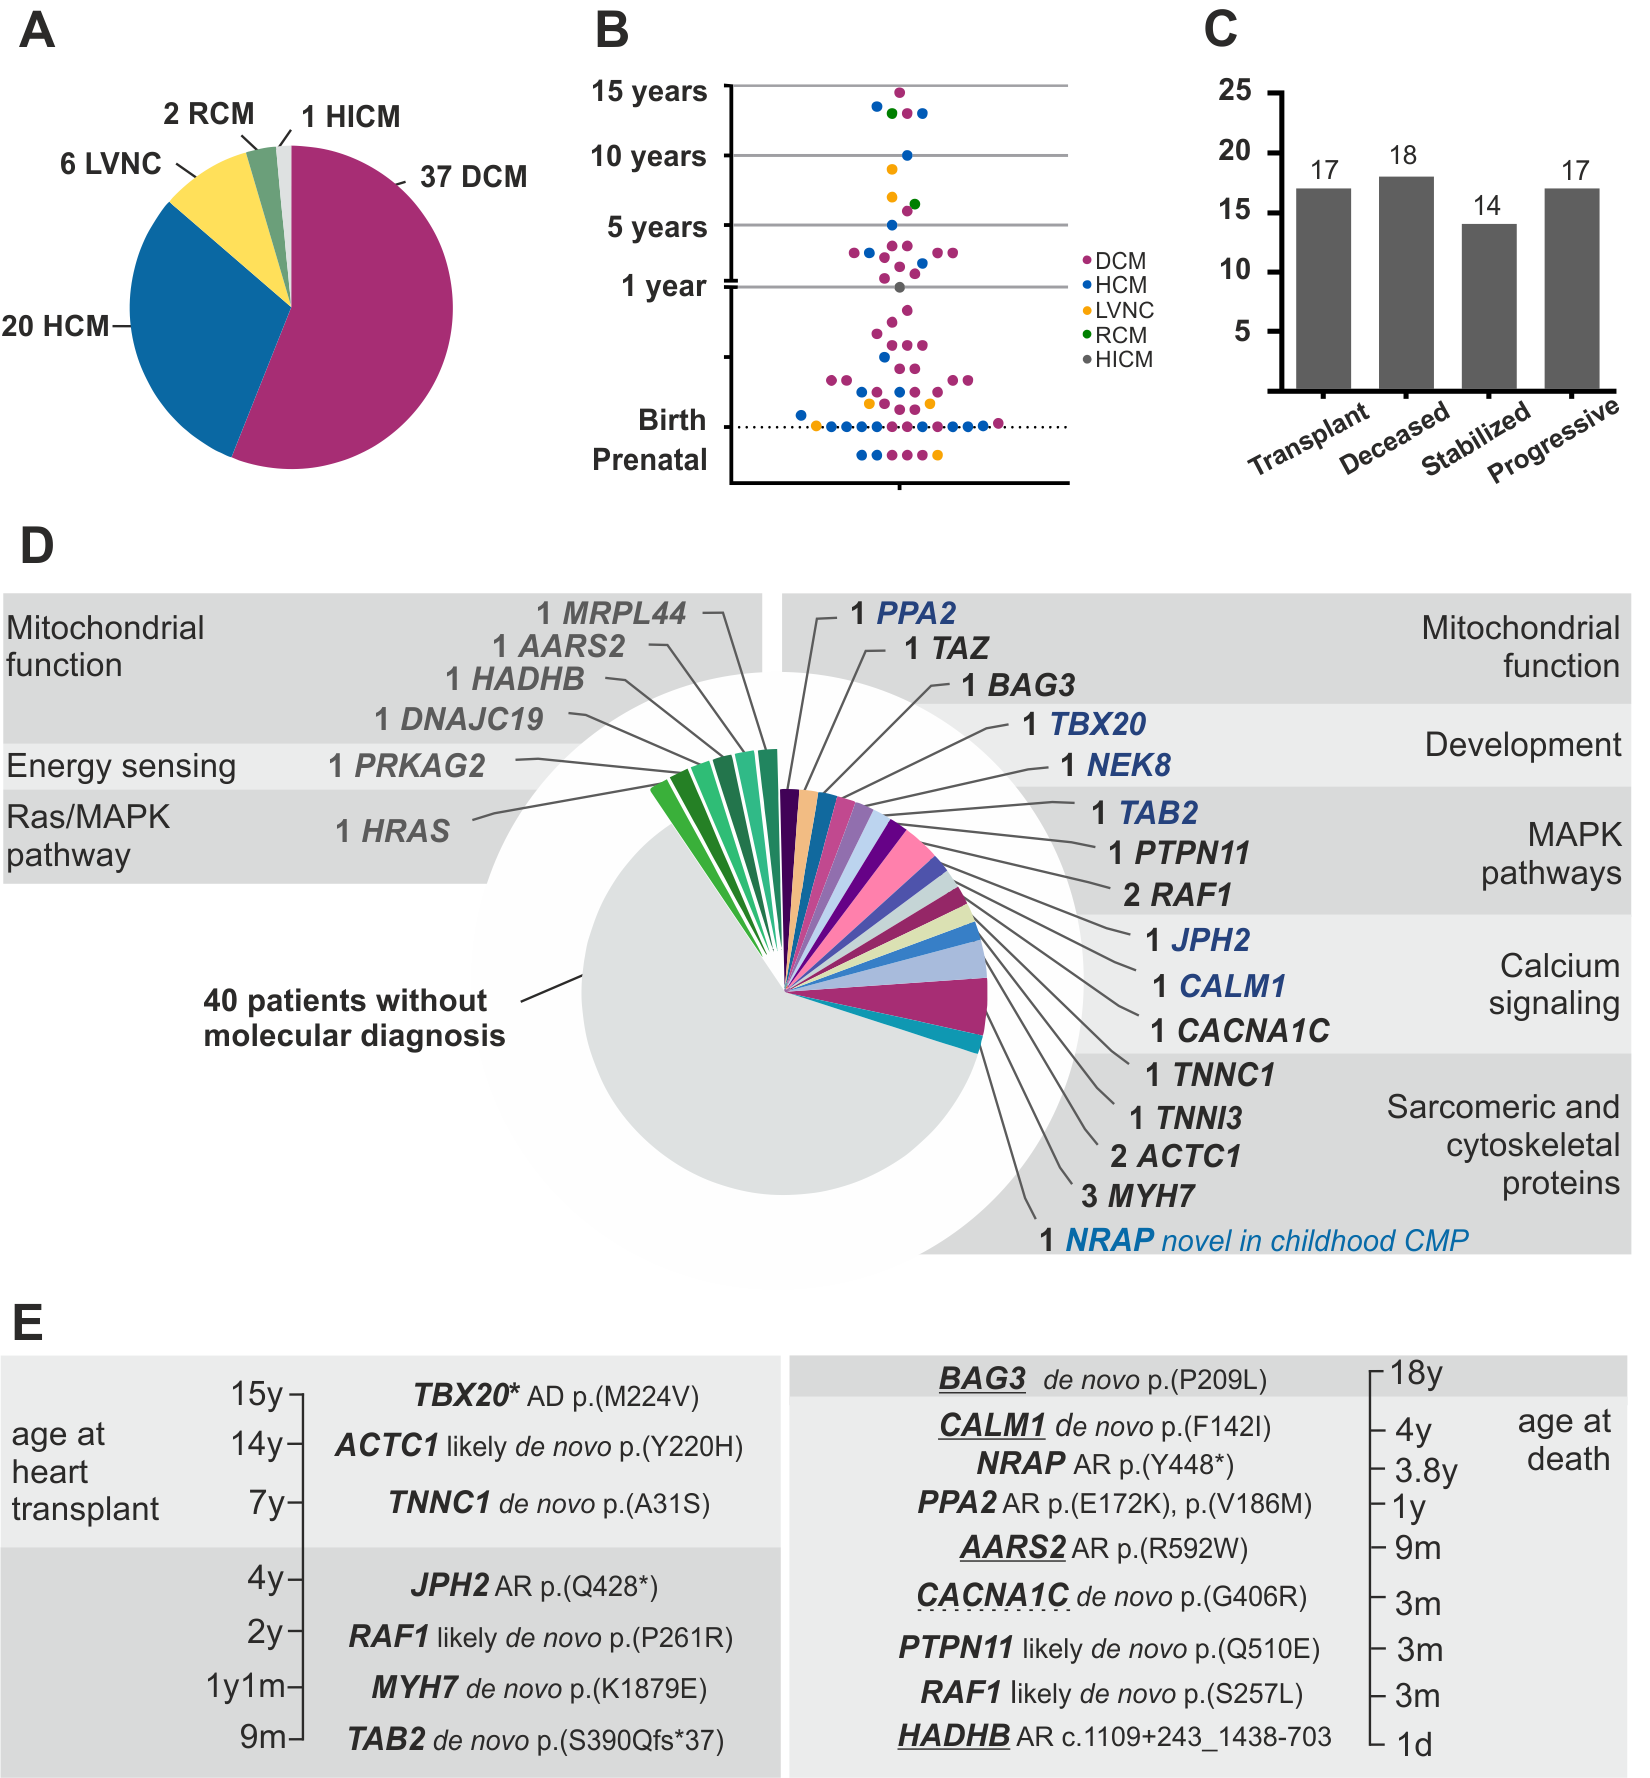 A
2 RCM
1 HICM
6 LVNC
37 DCM
20 HCM
B
15 years
10 years
5 years
1 year
Birth
Prenatal
DCM
HCM
LVNC
RCM
HICM
C
25
20
15
10
5
17
18
14
17
Transplant
Deceased
Stabilized
Progressive
D
Mitochondrial
function
Energy sensing
Ras/MAPK
pathway
1 MRPL44
1 AARS2
1 HADHB
1 DNAJC19
1 PRKAG2
1 HRAS
40 patients without
molecular diagnosis
1 PPA2
1 TAZ
1 BAG3
1 TBX20
1 NEK8
1 TAB2
1 PTPN11
2 RAF1
1 JPH2
1 CALM1
1 CACNA1C
1 TNNC1
1 TNNI3
2 ACTC1
3 MYH7
1 NRAP novel in childhood CMP
Mitochondrial
function
Development
MAPK
pathways
Calcium
signaling
Sarcomeric and
cytoskeletal
proteins
E
age at
heart
transplant
15y TBX20* AD p.(M224V)
14y ACTC1 likely de novo p.(Y220H)
7y TNNC1 de novo p.(A31S)
4y JPH2 AR p.(Q428*)
2y RAF1 likely de novo p.(P261R)
1y1m MYH7 de novo p.(K1879E)
9m TAB2 de novo p.(S390Qfs*37)
BAG3 de novo p.(P209L) 18y
CALM1 de novo p.(F142I) 4y
NRAP AR p.(Y448*) 3.8y
PPA2 AR p.(E172K), p.(V186M) 1y
AARS2 AR p.(R592W) 9m
CACNA1C de novo p.(G406R) 3m
PTPN11 likely de novo p.(Q510E) 3m
RAF1 likely de novo p.(S257L) 3m
HADHB AR c.1109+243_1438-703 1d
age at
death